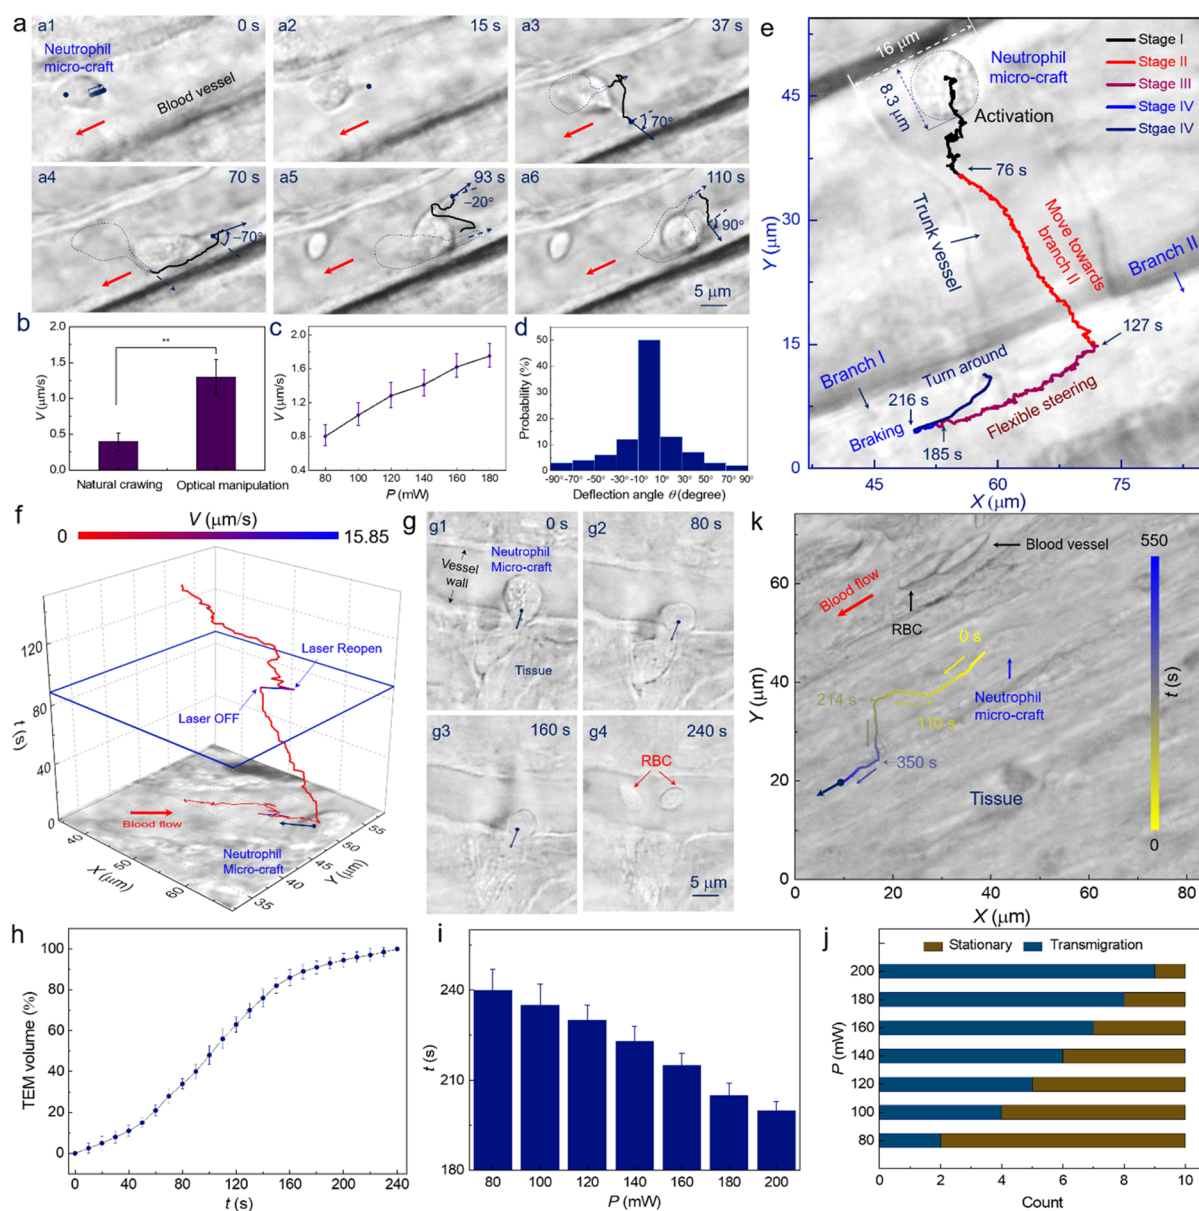 a
a1
0 s
Neutrophil
micro-craft
Blood vessel
a2
15 s
a3
37 s
70°
a4
70 s
−70°
a5
93 s
−20°
a6
110 s
90°
5 μm
b
V (μm/s)
2.0
1.5
1.0
0.5
0.0
**
Natural crawing
Optical manipulation
c
V (μm/s)
2.0
1.6
1.2
0.8
0.4
80 100 120 140 160 180
P (mW)
d
Probability (%)
50
40
30
20
10
0
-90° -50° -30° -10° 10° 30° 50° 70° 90°
Deflection angle θ (degree)
e
16 μm
8.3 μm
Neutrophil
micro-craft
Activation
Stage I
Stage II
Stage III
Stage IV
Stgae IV
76 s
Trunk vessel
Move towards
branch II
Branch II
127 s
Branch I
Turn around
216 s
Braking
185 s
Flexible steering
Y (μm)
45
30
15
0
45 60 75
X (μm)
f
V (μm/s)
0
15.85
Laser Reopen
Laser OFF
t (s)
120
80
40
0
Blood flow
Neutrophil
Micro-craft
40
50
60
X (μm)
35
40
45
50
55
Y (μm)
g
g1
0 s
Neutrophil
Micro-craft
Vessel
wall
Tissue
g2
80 s
g3
160 s
g4
240 s
RBC
5 μm
k
Blood vessel
Blood flow
RBC
0 s
Neutrophil
micro-craft
110 s
214 s
350 s
Tissue
550
t (s)
0
Y (μm)
60
40
20
0
0 20 40 60 80
X (μm)
h
TEM volume (%)
100
80
60
40
20
0
0 40 80 120 160 200 240
t (s)
i
t (s)
240
210
180
80 100 120 140 160 180 200
P (mW)
j
Stationary
Transmigration
P (mW)
200
180
160
140
120
100
80
0 2 4 6 8 10
Count